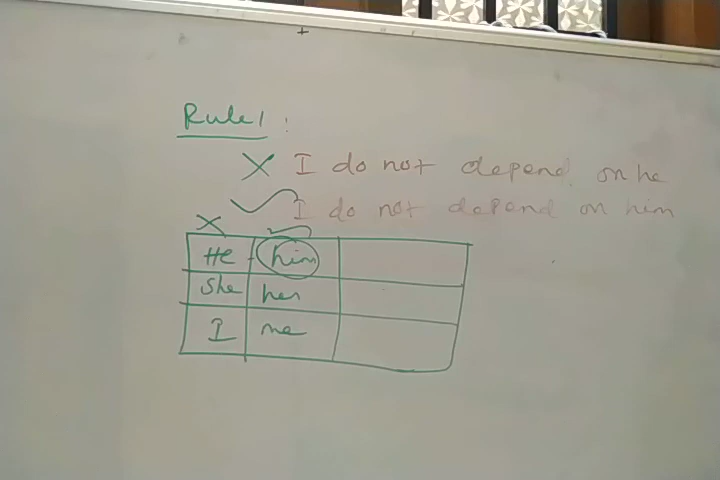 Rule 1 :
X I do not depend on he
✓ I do not depend on him
X ✓
He him
She her
I me